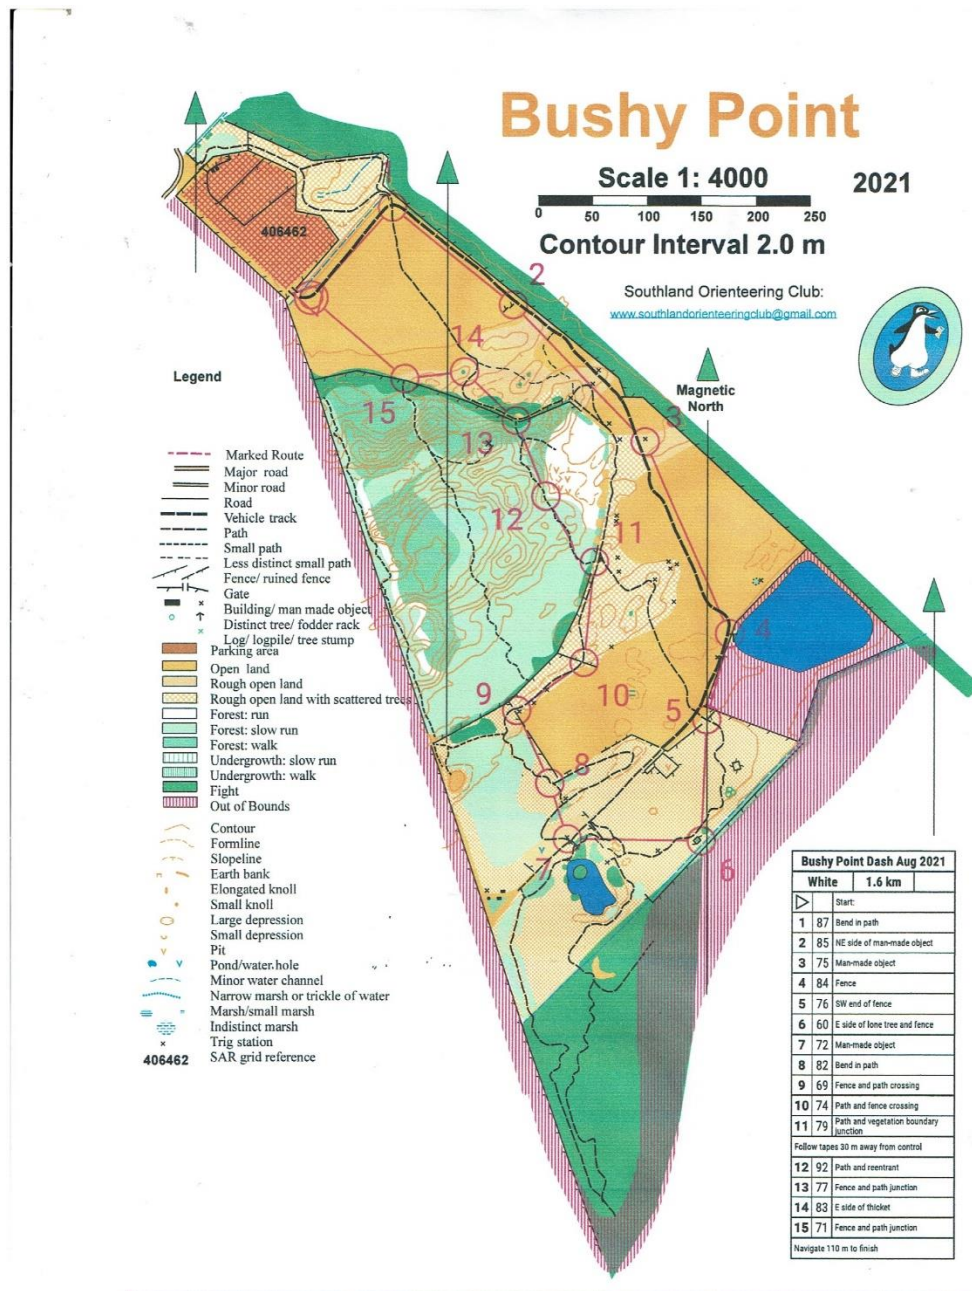 Bushy Point
Scale 1: 4000
2021
0 50 100 150 200 250
Contour Interval 2.0 m
Southland Orienteering Club:
www.southlandorienteeringclub@gmail.com
Magnetic
North
406462
2
3
4
5
6
7
8
9
10
11
12
13
14
15
Legend
Marked Route
Major road
Minor road
Road
Vehicle track
Path
Small path
Less distinct small path
Fence/ ruined fence
Gate
Building/ man made object
Distinct tree/ fodder rack
Log/ logpile/ tree stump
Parking area
Open land
Rough open land
Rough open land with scattered trees
Forest: run
Forest: slow run
Forest: walk
Undergrowth: slow run
Undergrowth: walk
Fight
Out of Bounds
Contour
Formline
Slopeline
Earth bank
Elongated knoll
Small knoll
Large depression
Small depression
Pit
Pond/water hole
Minor water channel
Narrow marsh or trickle of water
Marsh/small marsh
Indistinct marsh
Trig station
406462 SAR grid reference
Bushy Point Dash Aug 2021
White 1.6 km
Start:
1 87 Bend in path
2 85 NE side of man-made object
3 75 Man-made object
4 84 Fence
5 76 SW end of fence
6 60 E side of lone tree and fence
7 72 Man-made object
8 82 Bend in path
9 69 Fence and path crossing
10 74 Path and fence crossing
11 79 Path and vegetation boundary
junction
Follow tapes 30 m away from control
12 92 Path and reentrant
13 77 Fence and path junction
14 83 E side of thicket
15 71 Fence and path junction
Navigate 110 m to finish